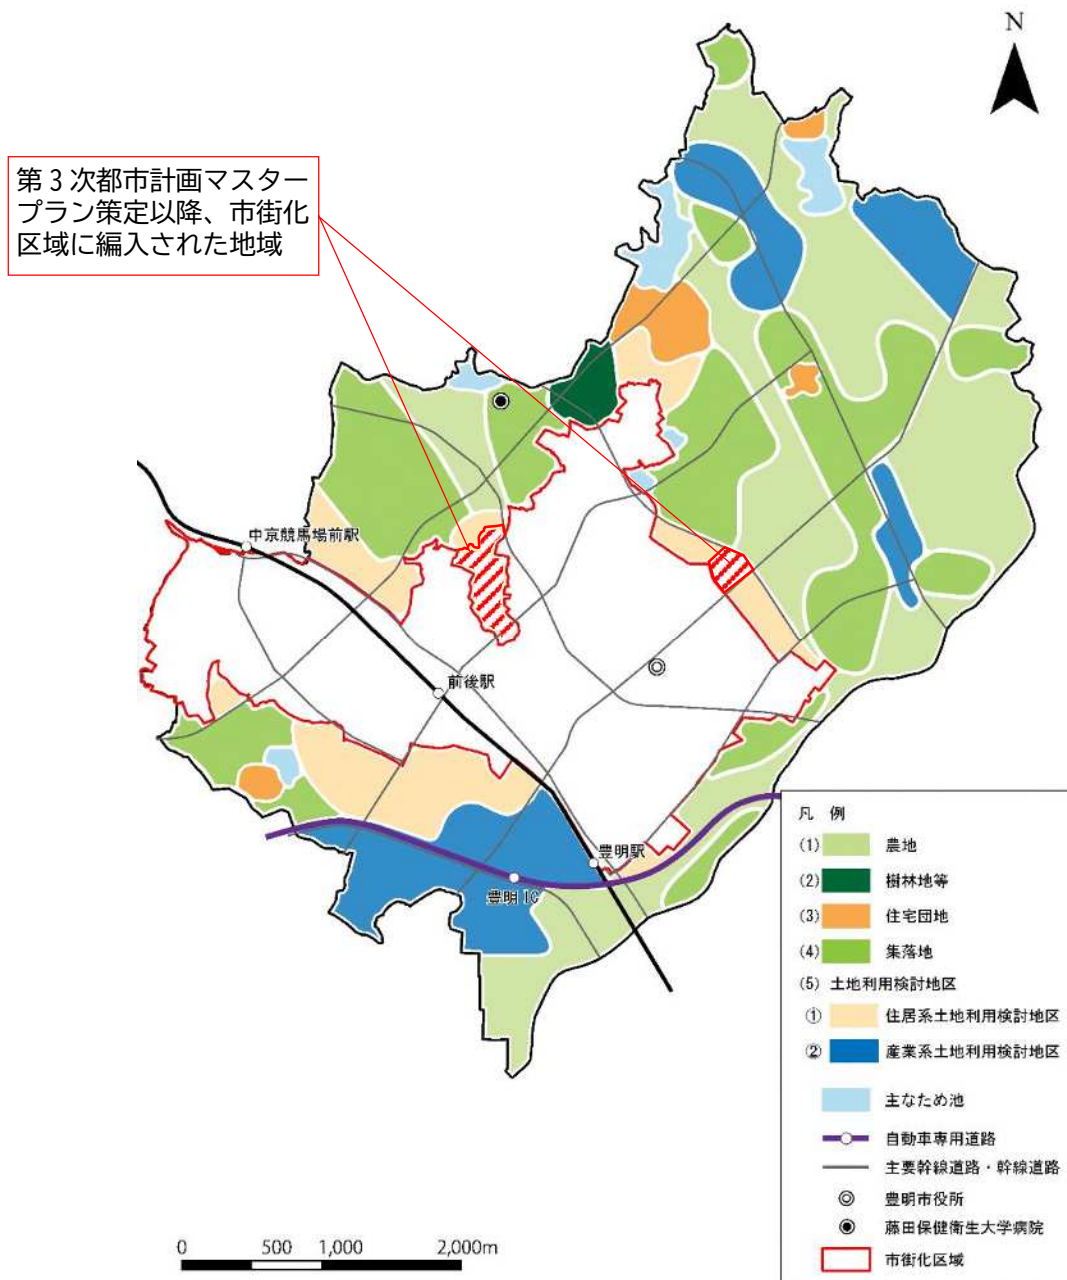 N
第3次都市計画マスター
プラン策定以降、市街化
区域に編入された地域
中京競馬場前駅
前後駅
豊明駅
豊明IC
凡 例
(1) 農地
(2) 樹林地等
(3) 住宅団地
(4) 集落地
(5) 土地利用検討地区
① 住居系土地利用検討地区
② 産業系土地利用検討地区
主なため池
自動車専用道路
主要幹線道路・幹線道路
豊明市役所
藤田保健衛生大学病院
市街化区域
0 500 1,000 2,000m